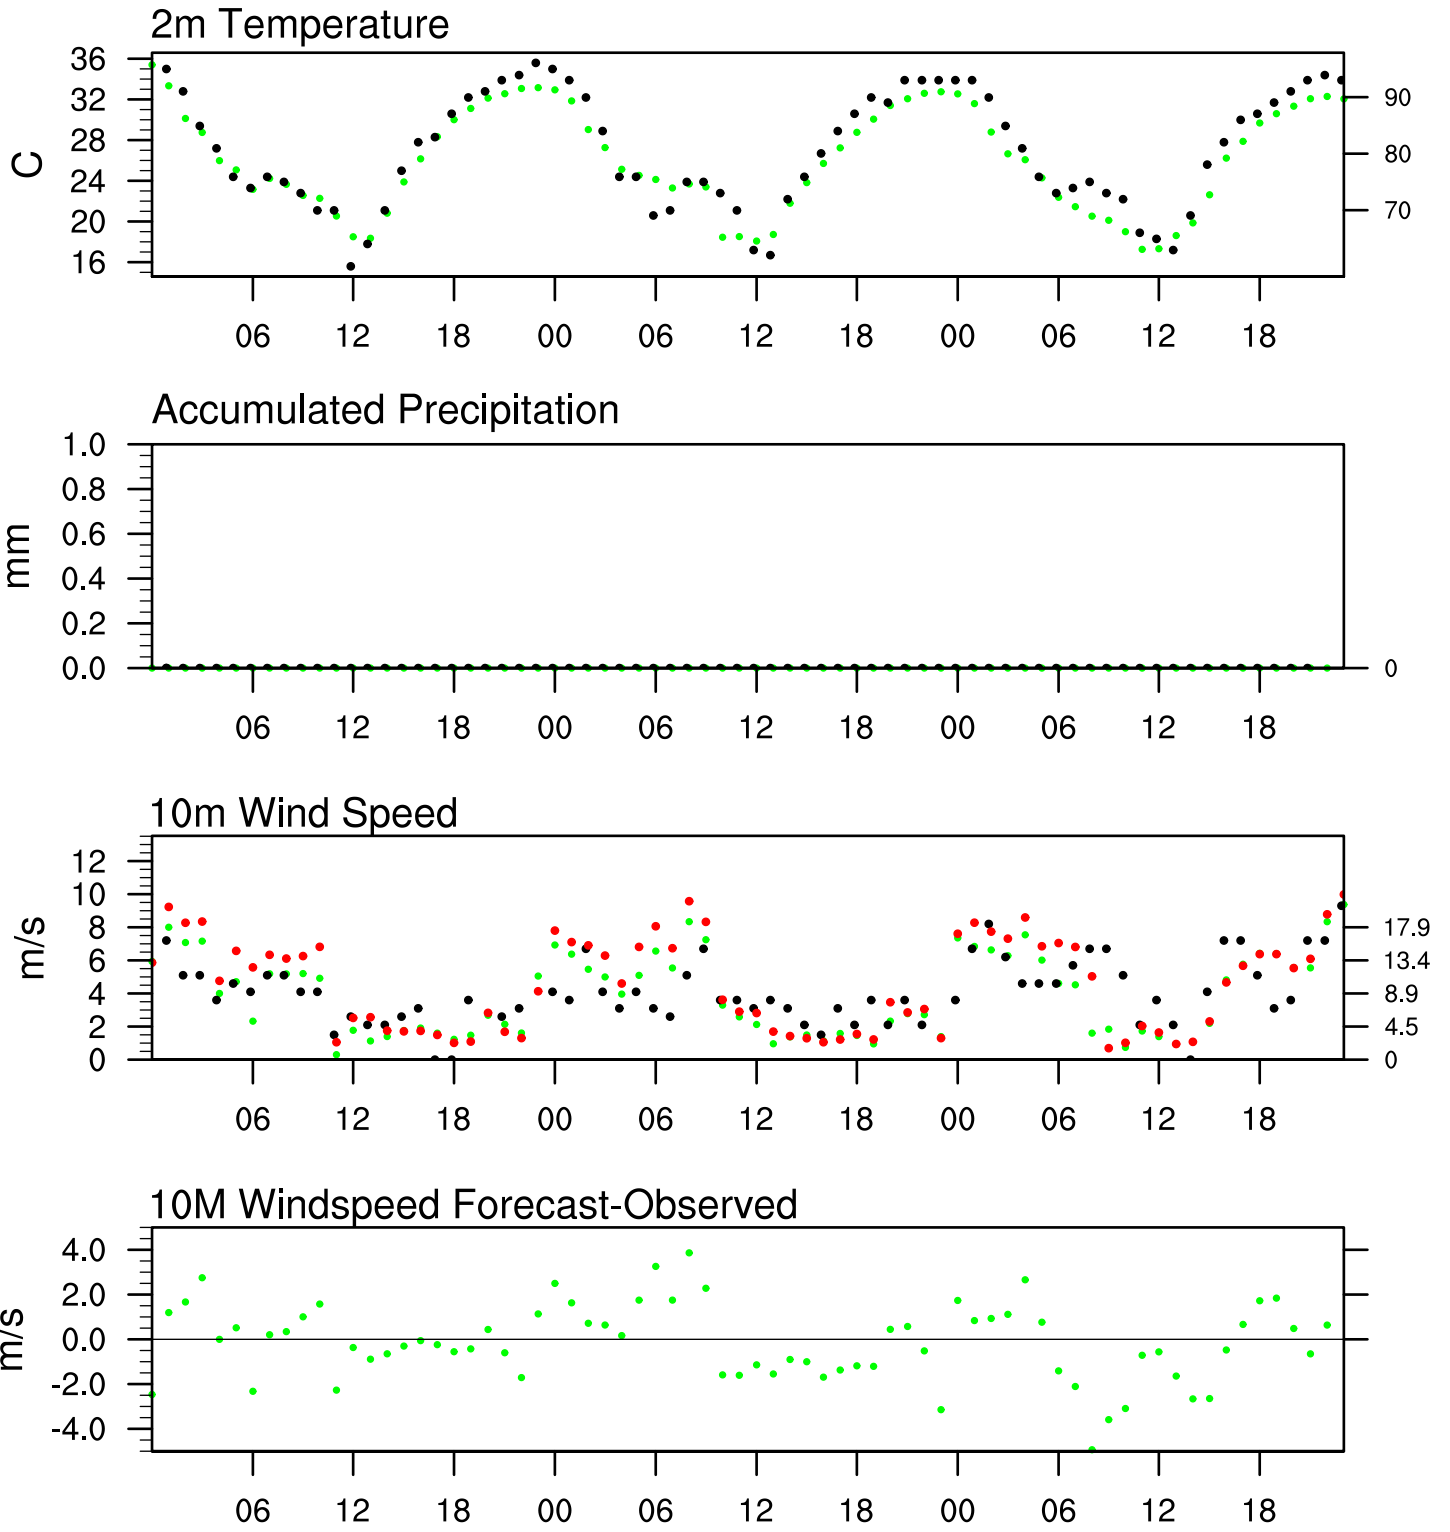 2m Temperature
36
32
28
24
20
16
C
90
80
70
06 12 18 00 06 12 18 00 06 12 18
Accumulated Precipitation
1.0
0.8
0.6
0.4
0.2
0.0
mm
0
06 12 18 00 06 12 18 00 06 12 18
10m Wind Speed
12
10
8
6
4
2
0
m/s
17.9
13.4
8.9
4.5
0
06 12 18 00 06 12 18 00 06 12 18
10M Windspeed Forecast-Observed
4.0
2.0
0.0
-2.0
-4.0
m/s
06 12 18 00 06 12 18 00 06 12 18